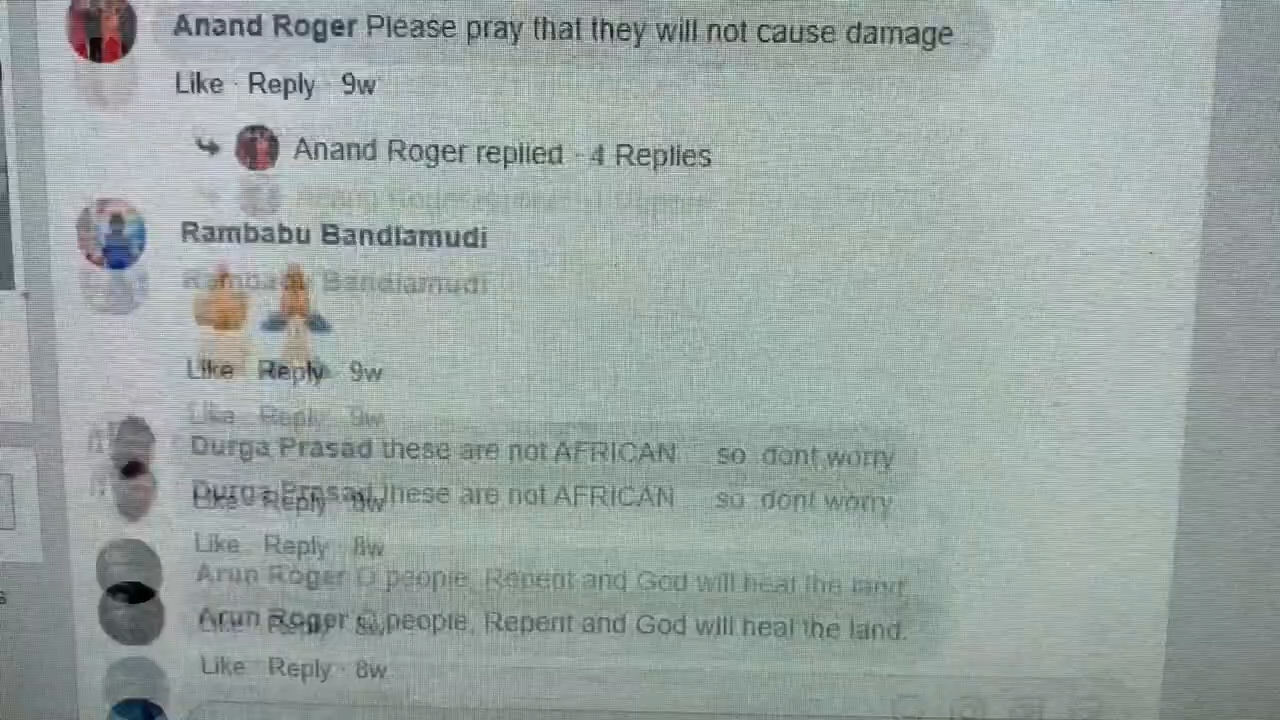 Anand Roger Please pray that they will not cause damage
Like · Reply · 9w
Anand Roger replied · 4 Replies
Rambabu Bandlamudi
Like Reply 9w
Durga Prasad these are not AFRICAN so dont worry
Like Reply 8w
Arun Roger O people, Repent and God will heal the land.
Like Reply · 8w